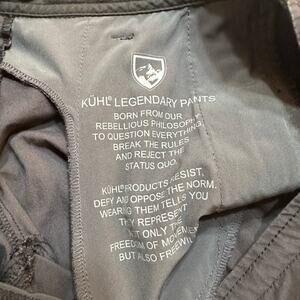 KÜHL® LEGENDARY PANTS
BORN FROM OUR
REBELLIOUS PHILOSOPHY
TO QUESTION EVERYTHING,
BREAK THE RULES
AND REJECT THE
STATUS QUO.
KÜHL® PRODUCTS RESIST,
DEFY AND OPPOSE THE NORM.
WEARING THEM TELLS YOU
THEY REPRESENT
NOT ONLY THE
FREEDOM OF MOVEMENT
BUT ALSO FREEWILL